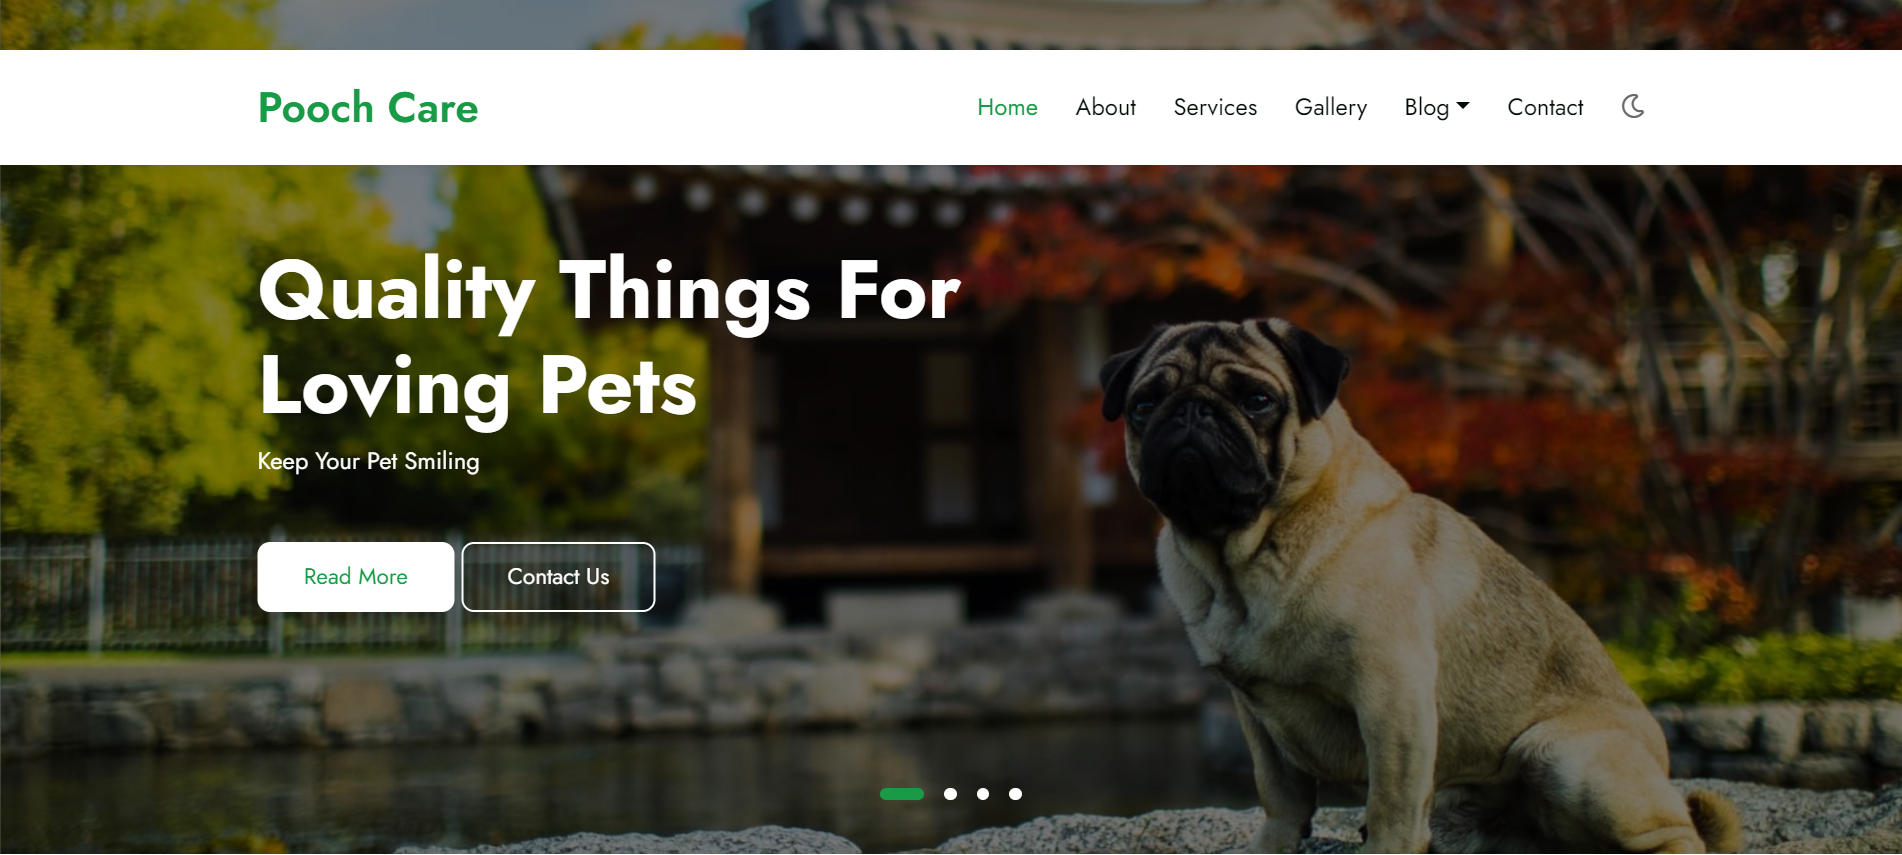 Pooch Care
Home About Services Gallery Blog Contact
Quality Things For
Loving Pets
Keep Your Pet Smiling
Read More Contact Us